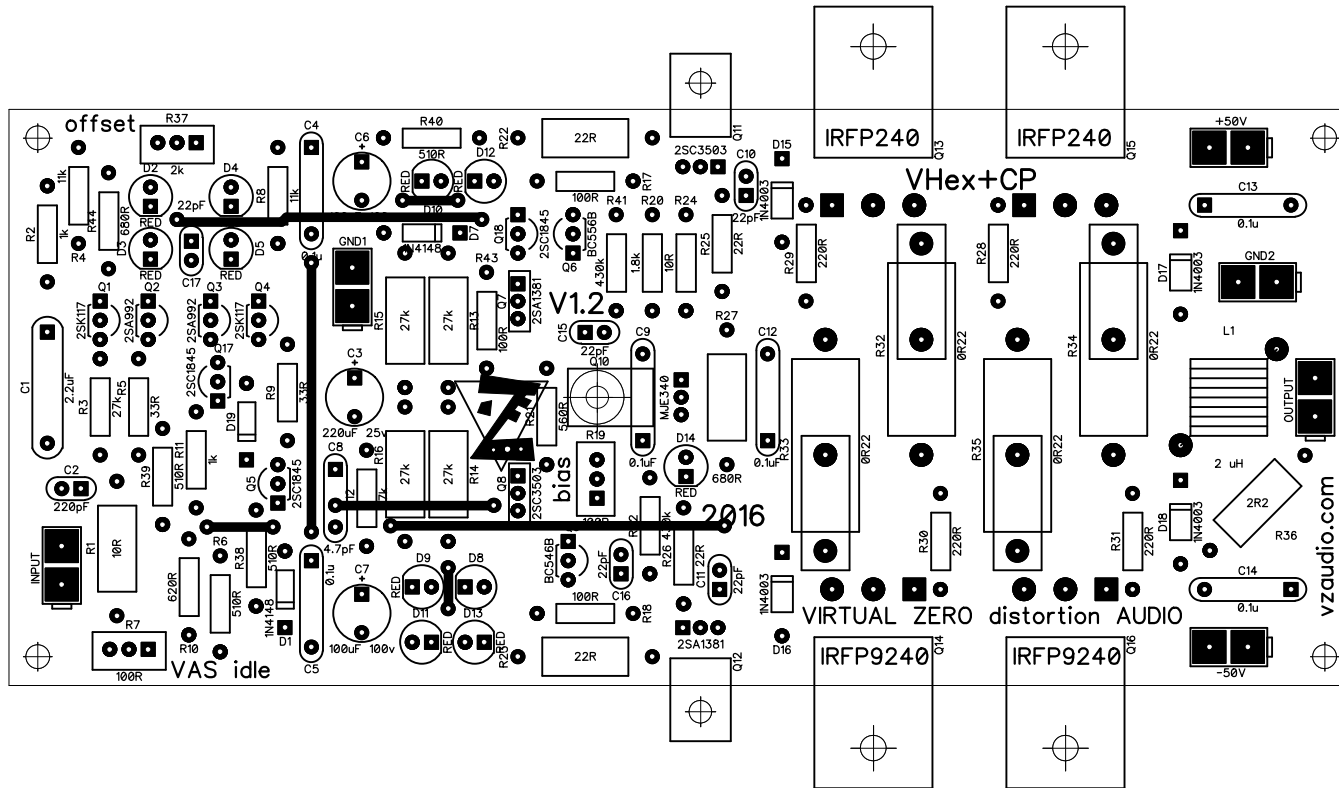 offset
R37
2k
C4
C6
+
R40
510R
D12
RED
RED
R22
22R
Q11
2SC3503
C10
22pF
D15
1N4003
IRFP240
Q13
IRFP240
Q15
+50V
VHex+CP
C13
0.1u
R2
1k
11k
R4
R44
680R
D2
RED
D4
22pF
R8
11k
D3
RED
D5
RED
C17
0.1u
GND1
D10
1N4148
D7
R43
Q18
2SC1845
BC556B
Q6
100R
R17
R41
430k
R20
1.8k
R24
10R
R25
22R
R29
220R
R28
220R
D17
1N4003
GND2
Q1
2SK117
Q2
2SA992
Q3
2SA992
Q4
2SK117
Q17
2SC1845
R15
27k
27k
R13
100R
Q7
2SA1381
V1.2
C15
22pF
Q10
C9
0.1uF
R27
680R
C12
0.1uF
R32
0R22
R34
0R22
L1
2 uH
OUTPUT
C1
2.2uF
R3
27k
R5
33R
R9
33R
D19
C3
+
220uF 25v
R21
560R
MJE340
D14
RED
R33
0R22
R35
0R22
C2
220pF
R39
510R
R11
1k
Q5
2SC1845
C8
4.7pF
R16
27k
27k
R14
Q8
2SC3503
bias
R19
100R
2016
INPUT
R1
10R
R6
620R
R10
510R
R38
510R
1N4148
D1
0.1u
C5
C7
+
100uF 100v
D9
RED
D8
D11
RED
D13
RED
R23
BC546B
22pF
C16
100R
R18
22R
R26
22R
C11
22pF
2SA1381
Q12
1N4003
D16
R30
220R
R31
220R
D18
1N4003
2R2
R36
C14
0.1u
R7
100R
VAS idle
VIRTUAL ZERO distortion AUDIO
IRFP9240
Q14
IRFP9240
Q16
-50V
vzaudio.com